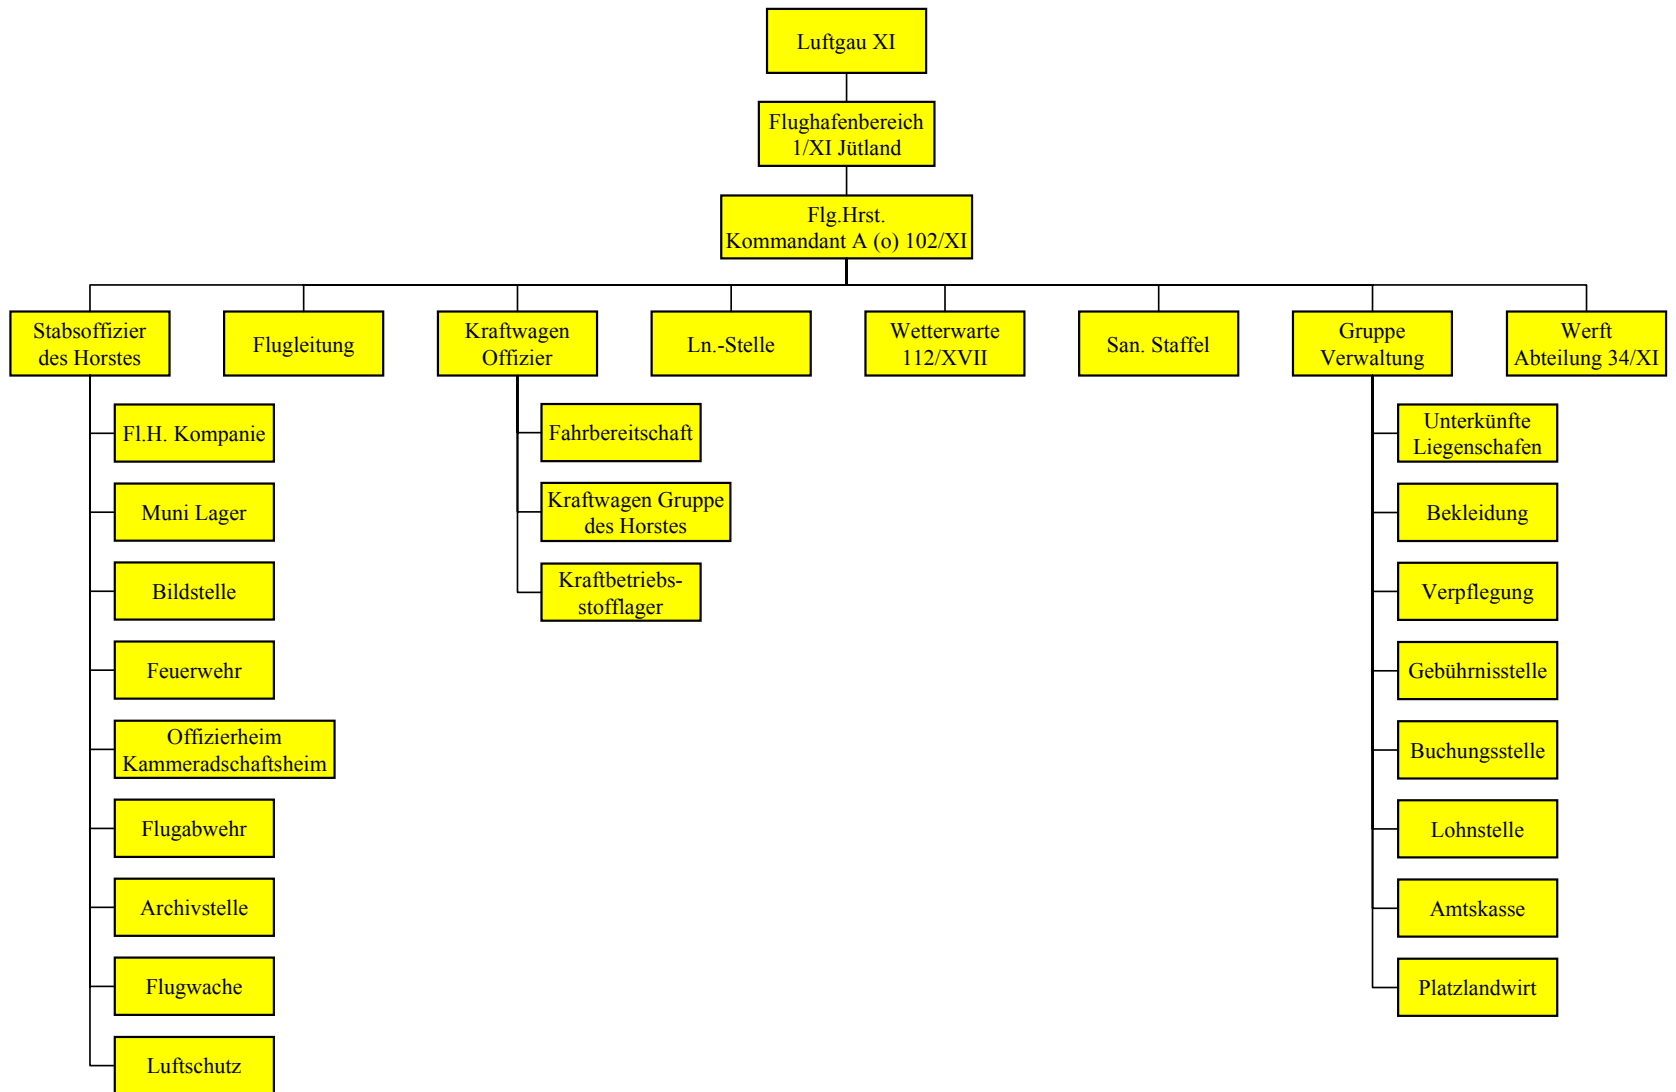 Luftgau XI
Flughafenbereich
1/XI Jütland
Flg.Hrst.
Kommandant A (o) 102/XI
Stabsoffizier
des Horstes
Flugleitung
Kraftwagen
Offizier
Ln.-Stelle
Wetterwarte
112/XVII
San. Staffel
Gruppe
Verwaltung
Werft
Abteilung 34/XI
Fl.H. Kompanie
Muni Lager
Bildstelle
Feuerwehr
Offizierheim
Kammeradschaftsheim
Flugabwehr
Archivstelle
Flugwache
Luftschutz
Fahrbereitschaft
Kraftwagen Gruppe
des Horstes
Kraftbetriebs-
stofflager
Unterkünfte
Liegenschafen
Bekleidung
Verpflegung
Gebührnisstelle
Buchungsstelle
Lohnstelle
Amtskasse
Platzlandwirt